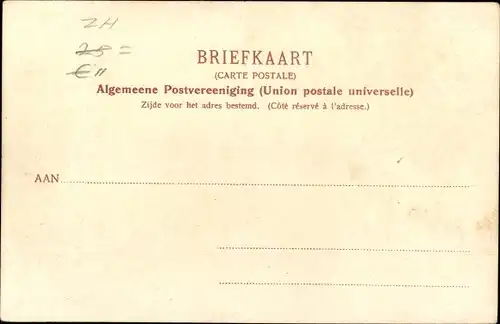 ZH
25=
€11
BRIEFKAART
(CARTE POSTALE)
Algemeene Postvereeniging (Union postale universelle)
Zijde voor het adres bestemd. (Côté réservé à l'adresse.)
AAN